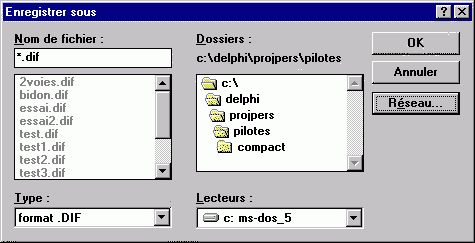 Enregistrer sous
Nom de fichier :
*.dif
2voies.dif
bidon.dif
essai.dif
essai2.dif
test.dif
test1.dif
test2.dif
test3.dif
Type :
format .DIF
Dossiers :
c:\delphi\projpers\pilotes
c:\
delphi
projpers
pilotes
compact
Lecteurs :
c: ms-dos_5
OK
Annuler
Réseau...